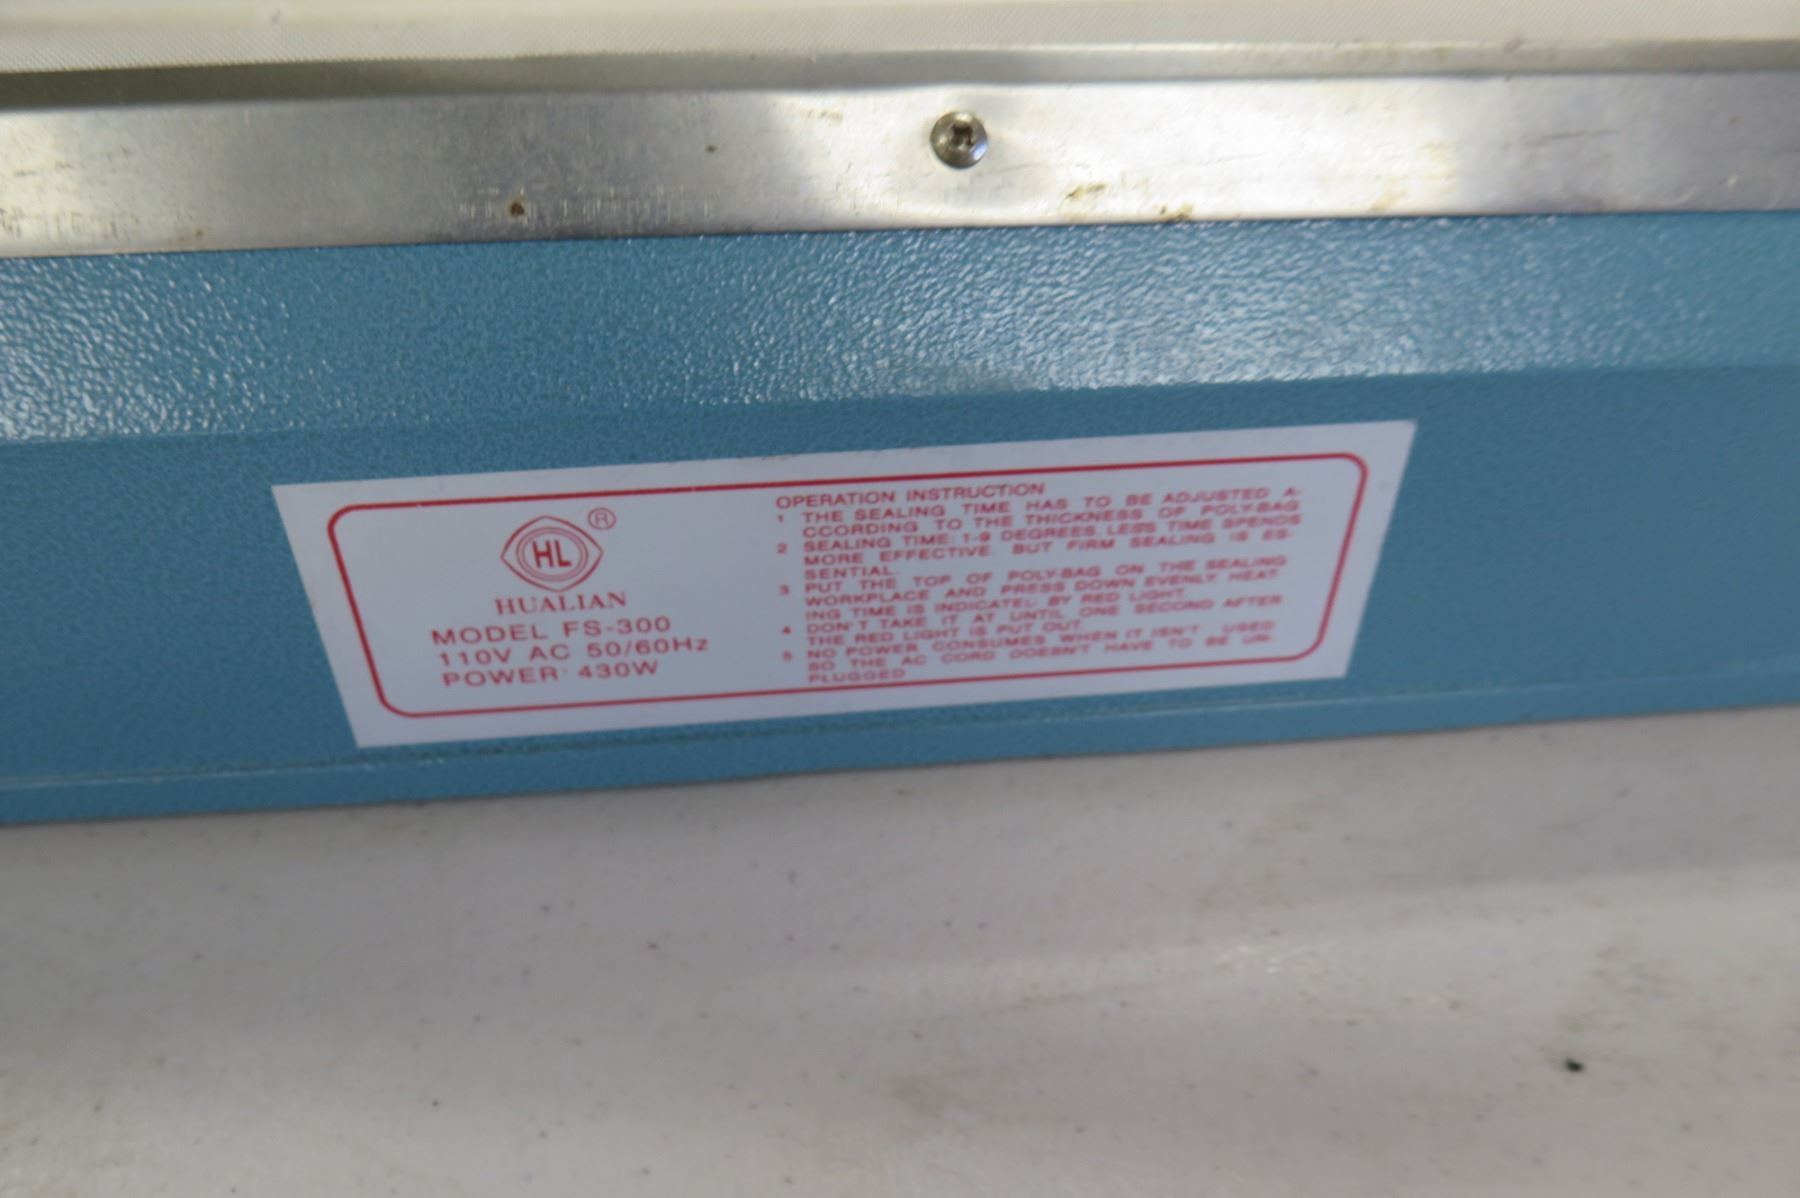 HL ®
HUALIAN
MODEL FS-300
110V AC 50/60Hz
POWER: 430W
OPERATION INSTRUCTION
1 THE SEALING TIME HAS TO BE ADJUSTED A-
CCORDING TO THE THICKNESS OF POLY-BAG
2 SEALING TIME: 1-9 DEGREES. LESS TIME SPENDS
MORE EFFECTIVE. BUT FIRM SEALING IS ES-
SENTIAL.
3 PUT THE TOP OF POLY-BAG ON THE SEALING
WORKPLACE AND PRESS DOWN EVENLY. HEAT-
ING TIME IS INDICATEL BY RED LIGHT.
4 DON'T TAKE IT AT UNTIL ONE SECOND AFTER
THE RED LIGHT IS PUT OUT.
5 NO POWER CONSUMES WHEN IT ISN'T USED
SO THE AC CORD DOESN'T HAVE TO BE UN-
PLUGGED